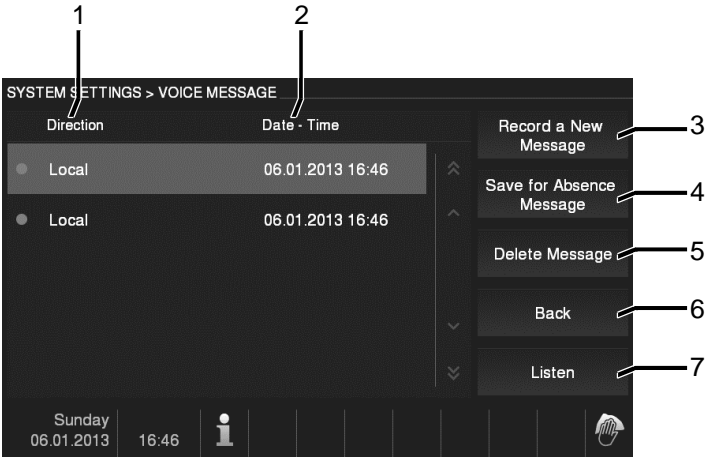 1 2
SYSTEM SETTINGS > VOICE MESSAGE
Direction Date - Time
Local 06.01.2013 16:46
Local 06.01.2013 16:46
Record a New
Message
3
Save for Absence
Message
4
Delete Message 5
Back 6
Listen 7
Sunday
06.01.2013 16:46 i